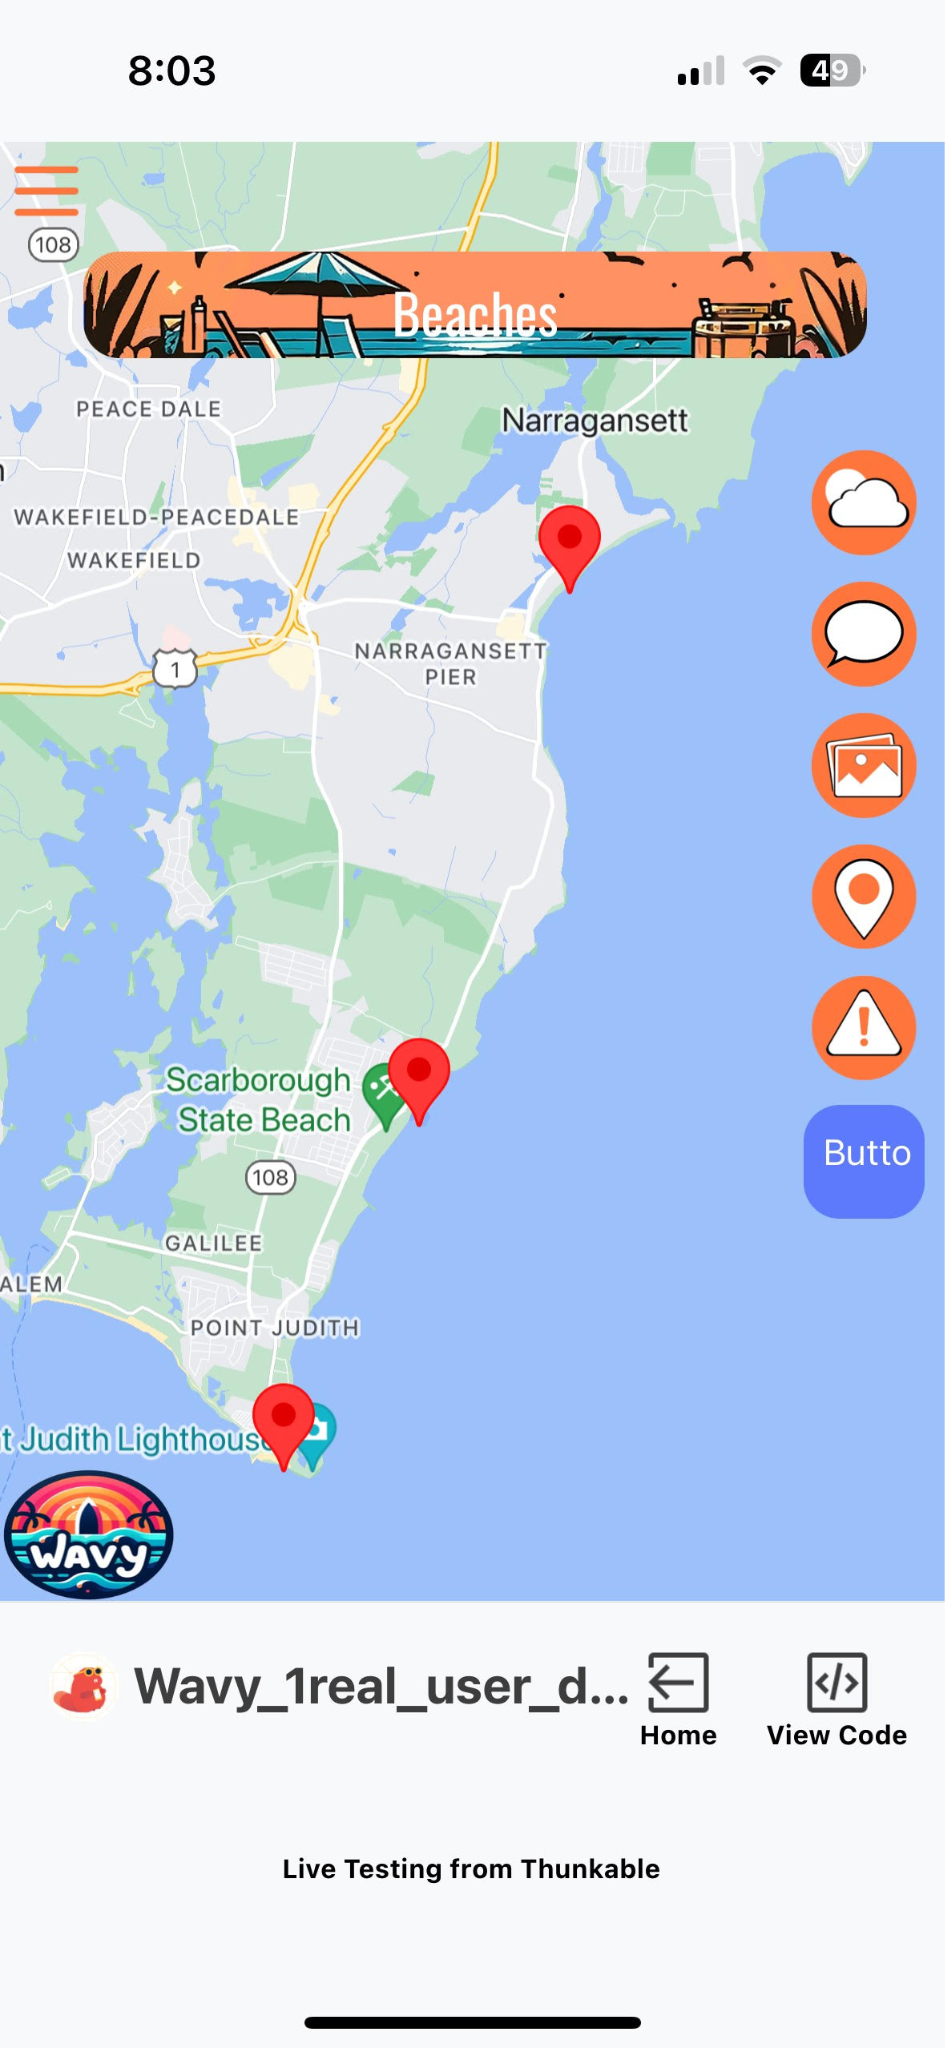 8:03
49
108
Beaches
Narragansett
PEACE DALE
WAKEFIELD-PEACEDALE
WAKEFIELD
1
NARRAGANSETT
PIER
Scarborough
State Beach
108
Butto
GALILEE
ALEM
POINT JUDITH
t Judith Lighthouse
WAVY
Wavy_1real_user_d...
Home
</>
View Code
Live Testing from Thunkable